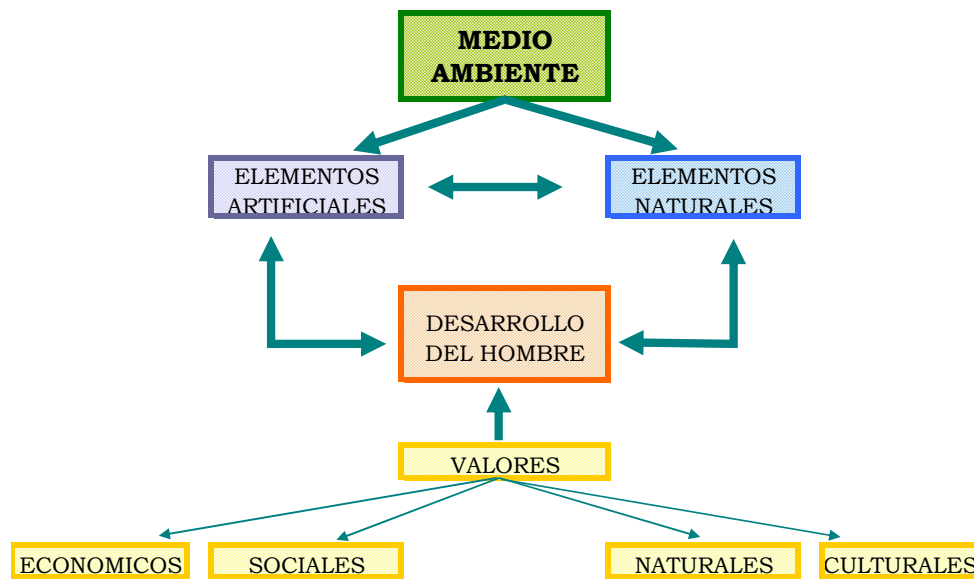 MEDIO
AMBIENTE
ELEMENTOS
ARTIFICIALES
ELEMENTOS
NATURALES
DESARROLLO
DEL HOMBRE
VALORES
ECONOMICOS
SOCIALES
NATURALES
CULTURALES